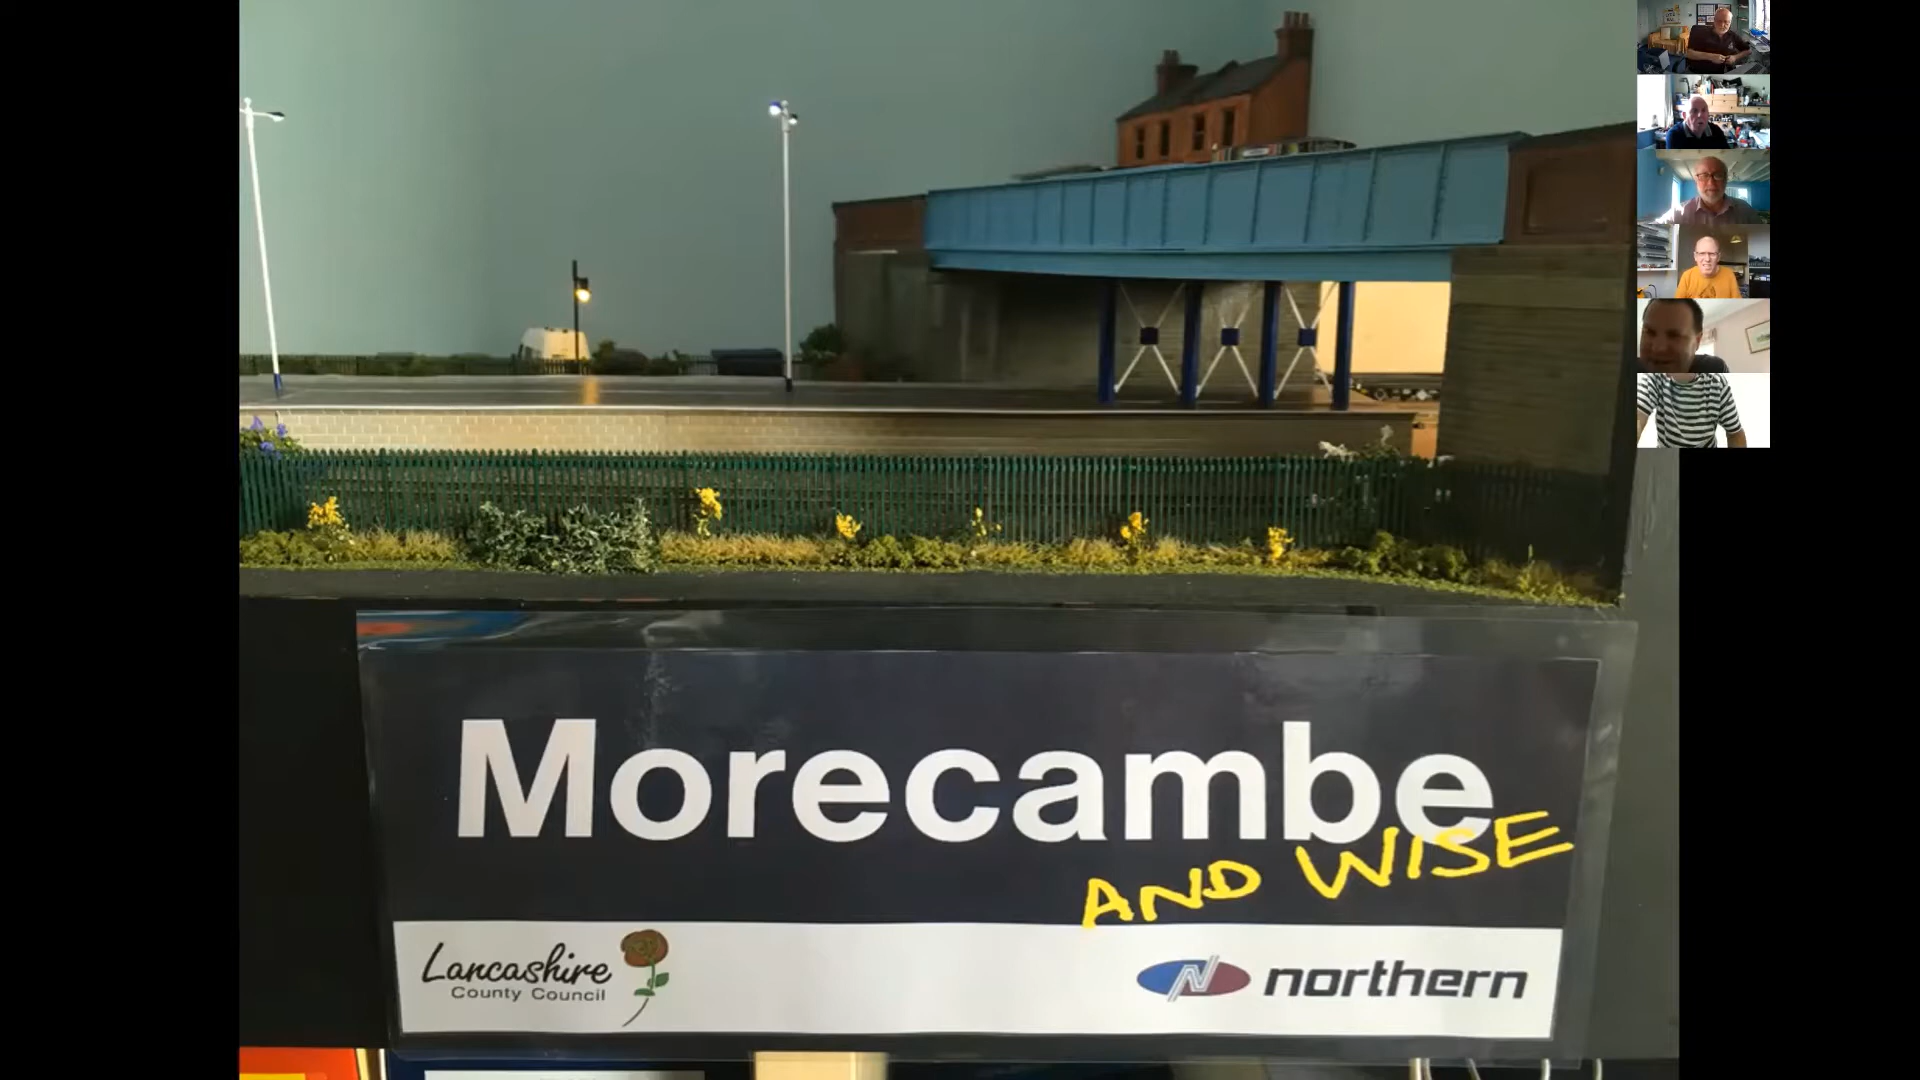 Morecambe
AND WISE
Lancashire
County Council
northern